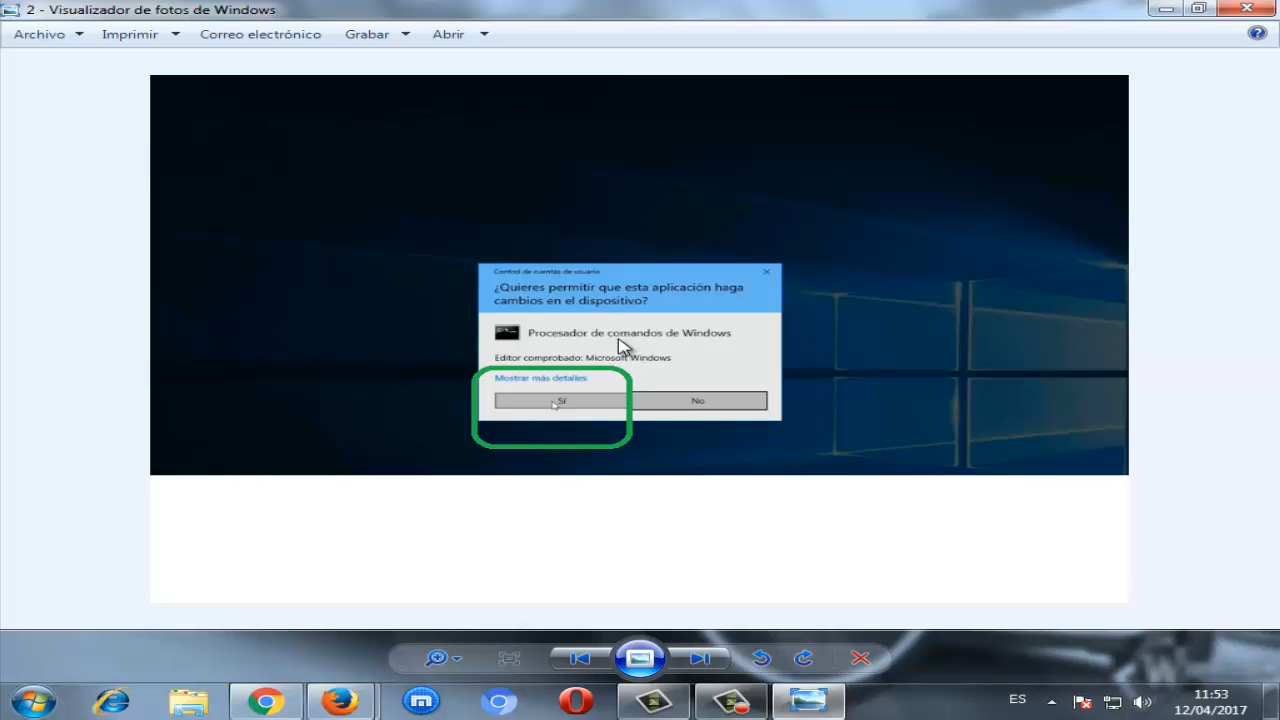 2 - Visualizador de fotos de Windows
Archivo Imprimir Correo electrónico Grabar Abrir
Control de cuentas de usuario
¿Quieres permitir que esta aplicación haga
cambios en el dispositivo?
Procesador de comandos de Windows
Editor comprobado: Microsoft Windows
Mostrar más detalles
Sí No
ES
11:53
12/04/2017